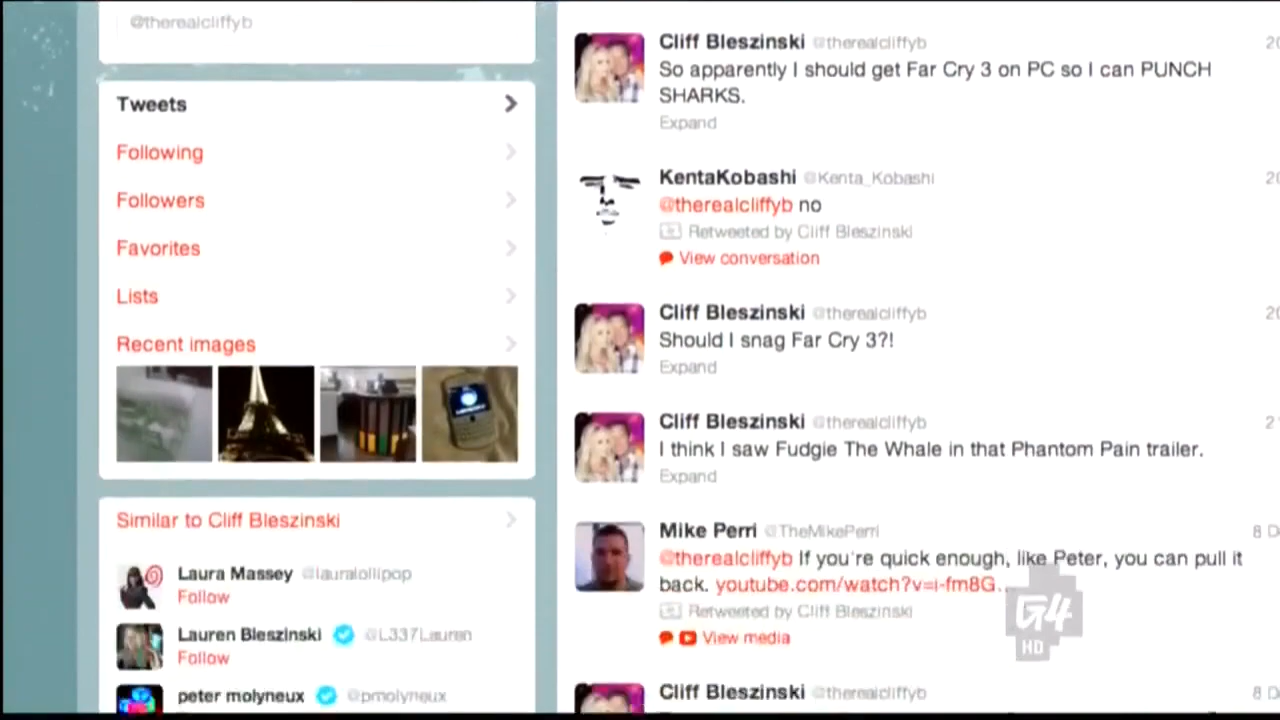 @therealcliffyb
Tweets
Following
Followers
Favorites
Lists
Recent images
Similar to Cliff Bleszinski
Laura Massey @lauralollipop
Follow
Lauren Bleszinski @L337Lauren
Follow
peter molyneux @pmolyneux
Cliff Bleszinski @therealcliffyb
So apparently I should get Far Cry 3 on PC so I can PUNCH
SHARKS.
Expand
KentaKobashi @Kenta_Kobashi
@therealcliffyb no
Retweeted by Cliff Bleszinski
View conversation
Cliff Bleszinski @therealcliffyb
Should I snag Far Cry 3?!
Expand
Cliff Bleszinski @therealcliffyb
I think I saw Fudgie The Whale in that Phantom Pain trailer.
Expand
Mike Perri @TheMikePerri 8 D
@therealcliffyb If you're quick enough, like Peter, you can pull it
back. youtube.com/watch?v=i-fm8G…
Retweeted by Cliff Bleszinski
View media
Cliff Bleszinski @therealcliffyb 8 D
G4
HD